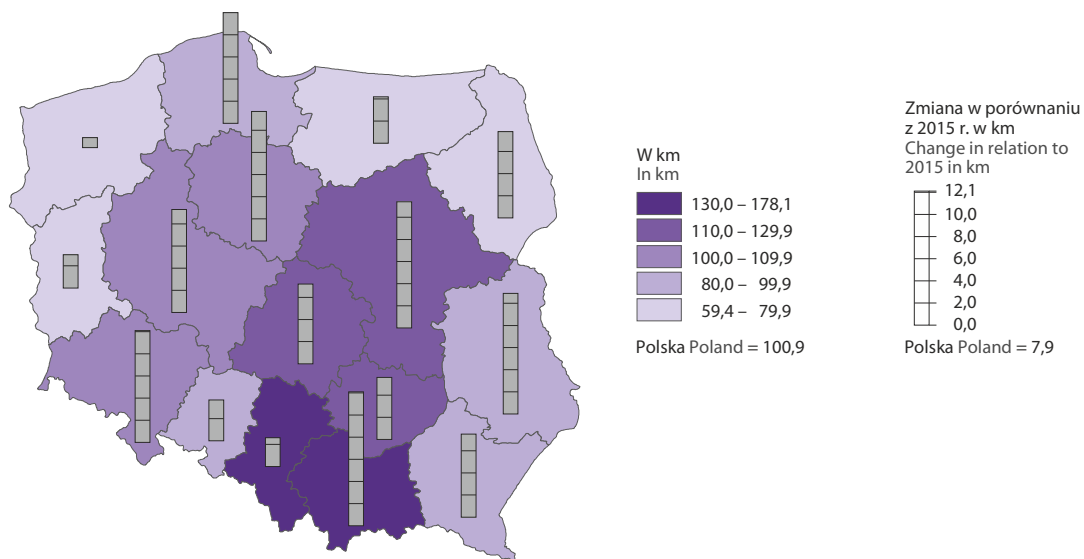 W km
In km
130,0 – 178,1
110,0 – 129,9
100,0 – 109,9
80,0 – 99,9
59,4 – 79,9
Polska Poland = 100,9
Zmiana w porównaniu
z 2015 r. w km
Change in relation to
2015 in km
12,1
10,0
8,0
6,0
4,0
2,0
0,0
Polska Poland = 7,9